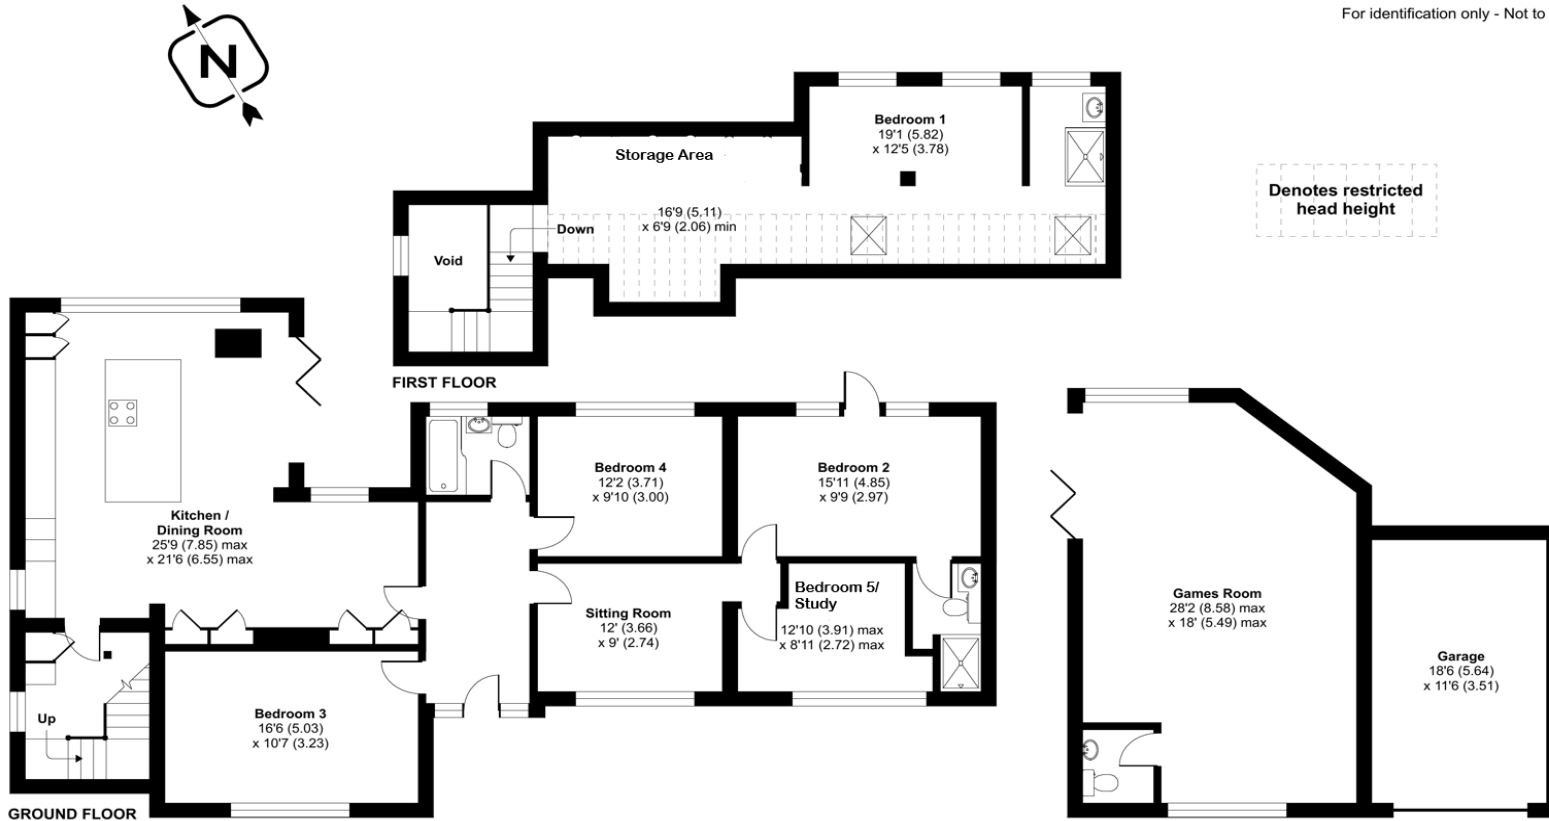 For identification only - Not to
N
Bedroom 1
19'1 (5.82)
x 12'5 (3.78)
Storage Area
16'9 (5.11)
x 6'9 (2.06) min
Down
Void
Denotes restricted
head height
FIRST FLOOR
Kitchen /
Dining Room
25'9 (7.85) max
x 21'6 (6.55) max
Bedroom 4
12'2 (3.71)
x 9'10 (3.00)
Bedroom 2
15'11 (4.85)
x 9'9 (2.97)
Sitting Room
12' (3.66)
x 9' (2.74)
Bedroom 5/
Study
12'10 (3.91) max
x 8'11 (2.72) max
Games Room
28'2 (8.58) max
x 18' (5.49) max
Garage
18'6 (5.64)
x 11'6 (3.51)
Up
Bedroom 3
16'6 (5.03)
x 10'7 (3.23)
GROUND FLOOR